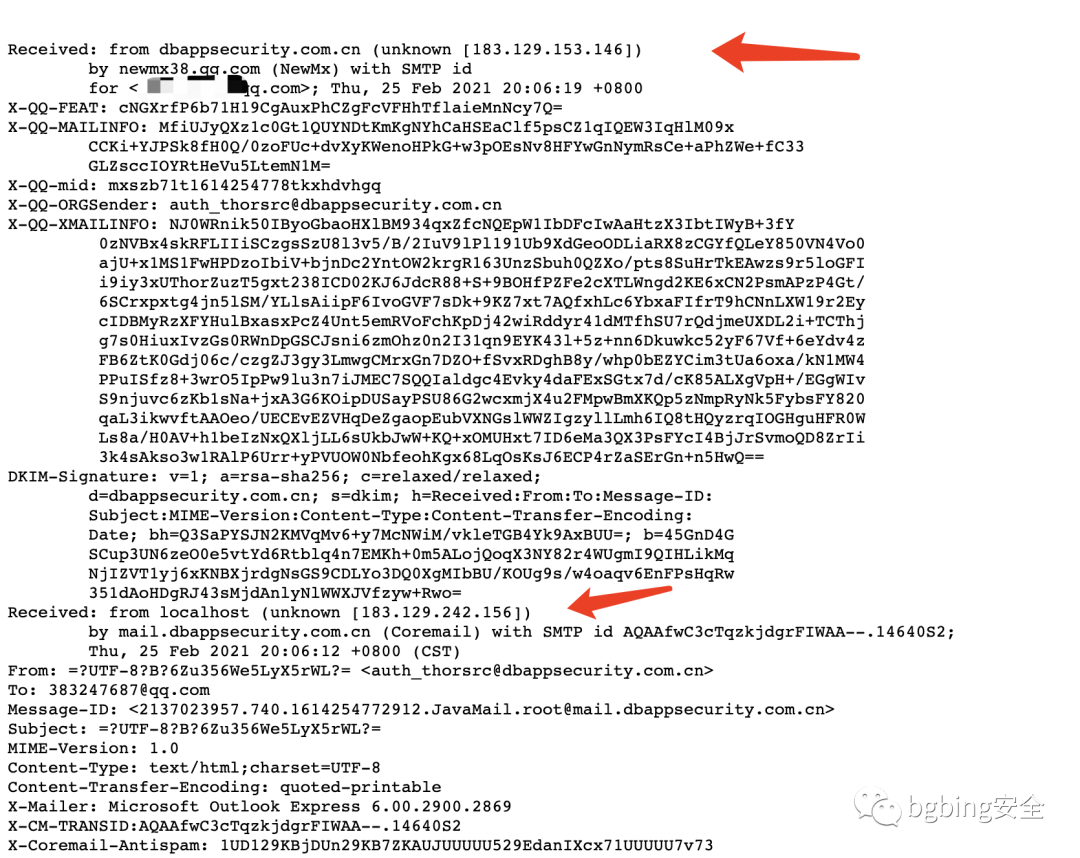 Received: from dbappsecurity.com.cn (unknown [183.129.153.146])
by newmx38.qq.com (NewMx) with SMTP id
for < qq.com>; Thu, 25 Feb 2021 20:06:19 +0800
X-QQ-FEAT: cNGXrfP6b71H19CgAuxPhCZgFcVFHhTflaieMnNcy7Q=
X-QQ-MAILINFO: MfiUJyQXz1c0Gt1QUYNDtKmKgNYhCaHSEaClf5psCZ1qIQEW3IqHlM09x
CCKi+YJPSk8fH0Q/0zoFUc+dvXyKWenoHPkG+w3pOEsNv8HFYwGnNymRsCe+aPhZWe+fC33
GLZsccIOYRtHeVu5LtemN1M=
X-QQ-mid: mxszb71t1614254778tkxhdvhgq
X-QQ-ORGSender: auth_thorsrc@dbappsecurity.com.cn
X-QQ-XMAILINFO: NJ0WRnik50IByoGbaoHXlBM934qxZfcNQEpW1IbDFcIwAaHtzX3IbtIWyB+3fY
0zNVBx4skRFLIIiSCzgsSzU8l3v5/B/2IuV9lPl191Ub9XdGeoODLiaRX8zCGYfQLeY850VN4Vo0
ajU+x1MS1FwHPDzoIbiV+bjnDc2YntOW2krgR163UnzSbuh0QZXo/pts8SuHrTkEAwzs9r5loGFI
i9iy3xUThorZuzT5gxt238ICD02KJ6JdcR88+S+9BOHfPZFe2cXTLWngd2KE6xCN2PsmAPzP4Gt/
6SCrxpxtg4jn5lSM/YLlsAiipF6IvoGVF7sDk+9KZ7xt7AQfxhLc6YbxaFIfrT9hCNnLXW19r2Ey
cIDBMyRzXFYHulBxasxPcZ4Unt5emRVoFchKpDj42wiRddyr41dMTfhSU7rQdjmeUXDL2i+TCThj
g7s0HiuxIvzGs0RWnDpGSCJsni6zmOhz0n2I31qn9EYK43l+5z+nn6Dkuwkc52yF67Vf+6eYdv4z
FB6ZtK0Gdj06c/czgZJ3gy3LmwgCMrxGn7DZO+fSvxRDghB8y/whp0bEZYCim3tUa6oxa/kN1MW4
PPuISfz8+3wrO5IpPw9lu3n7iJMEC7SQQIaldgc4Evky4daFExSGtx7d/cK85ALXgVpH+/EGgWIv
S9njuvc6zKb1sNa+jxA3G6KOipDUSayPSU86G2wcxmjX4u2FMpwBmXKQp5zNmpRyNk5FybsFY820
qaL3ikwvftAAOeo/UECEvEZVHqDeZgaopEubVXNGslWWZIgzyllLmh6IQ8tHQyzrqIOGHguHFR0W
Ls8a/H0AV+h1beIzNxQXljLL6sUkbJwW+KQ+xOMUHxt7ID6eMa3QX3PsFYcI4BjJrSvmoQD8ZrIi
3k4sAkso3w1RAlP6Urr+yPVUOW0NbfeohKgx68LqOsKsJ6ECP4rZaSErGn+n5HwQ==
DKIM-Signature: v=1; a=rsa-sha256; c=relaxed/relaxed;
d=dbappsecurity.com.cn; s=dkim; h=Received:From:To:Message-ID:
Subject:MIME-Version:Content-Type:Content-Transfer-Encoding:
Date; bh=Q3SaPYSJN2KMVqMv6+y7McNWiM/vkleTGB4Yk9AxBUU=; b=45GnD4G
SCup3UN6zeO0e5vtYd6Rtblq4n7EMKh+0m5ALojQoqX3NY82r4WUgmI9QIHLikMq
NjIZVT1yj6xKNBXjrdgNsGS9CDLYo3DQ0XgMIbBU/KOUg9s/w4oaqv6EnFPsHqRw
351dAoHDgRJ43sMjdAnlyNlWWXJVfzyw+Rwo=
Received: from localhost (unknown [183.129.242.156])
by mail.dbappsecurity.com.cn (Coremail) with SMTP id AQAAfwC3cTqzkjdgrFIWAA--.14640S2;
Thu, 25 Feb 2021 20:06:12 +0800 (CST)
From: =?UTF-8?B?6Zu356We5LyX5rWL?= <auth_thorsrc@dbappsecurity.com.cn>
To: 383247687@qq.com
Message-ID: <2137023957.740.1614254772912.JavaMail.root@mail.dbappsecurity.com.cn>
Subject: =?UTF-8?B?6Zu356We5LyX5rWL?=
MIME-Version: 1.0
Content-Type: text/html;charset=UTF-8
Content-Transfer-Encoding: quoted-printable
X-Mailer: Microsoft Outlook Express 6.00.2900.2869
X-CM-TRANSID:AQAAfwC3cTqzkjdgrFIWAA--.14640S2
X-Coremail-Antispam: 1UD129KBjDUn29KB7ZKAUJUUUUU529EdanIXcx71UUUUU7v73
bgbing安全